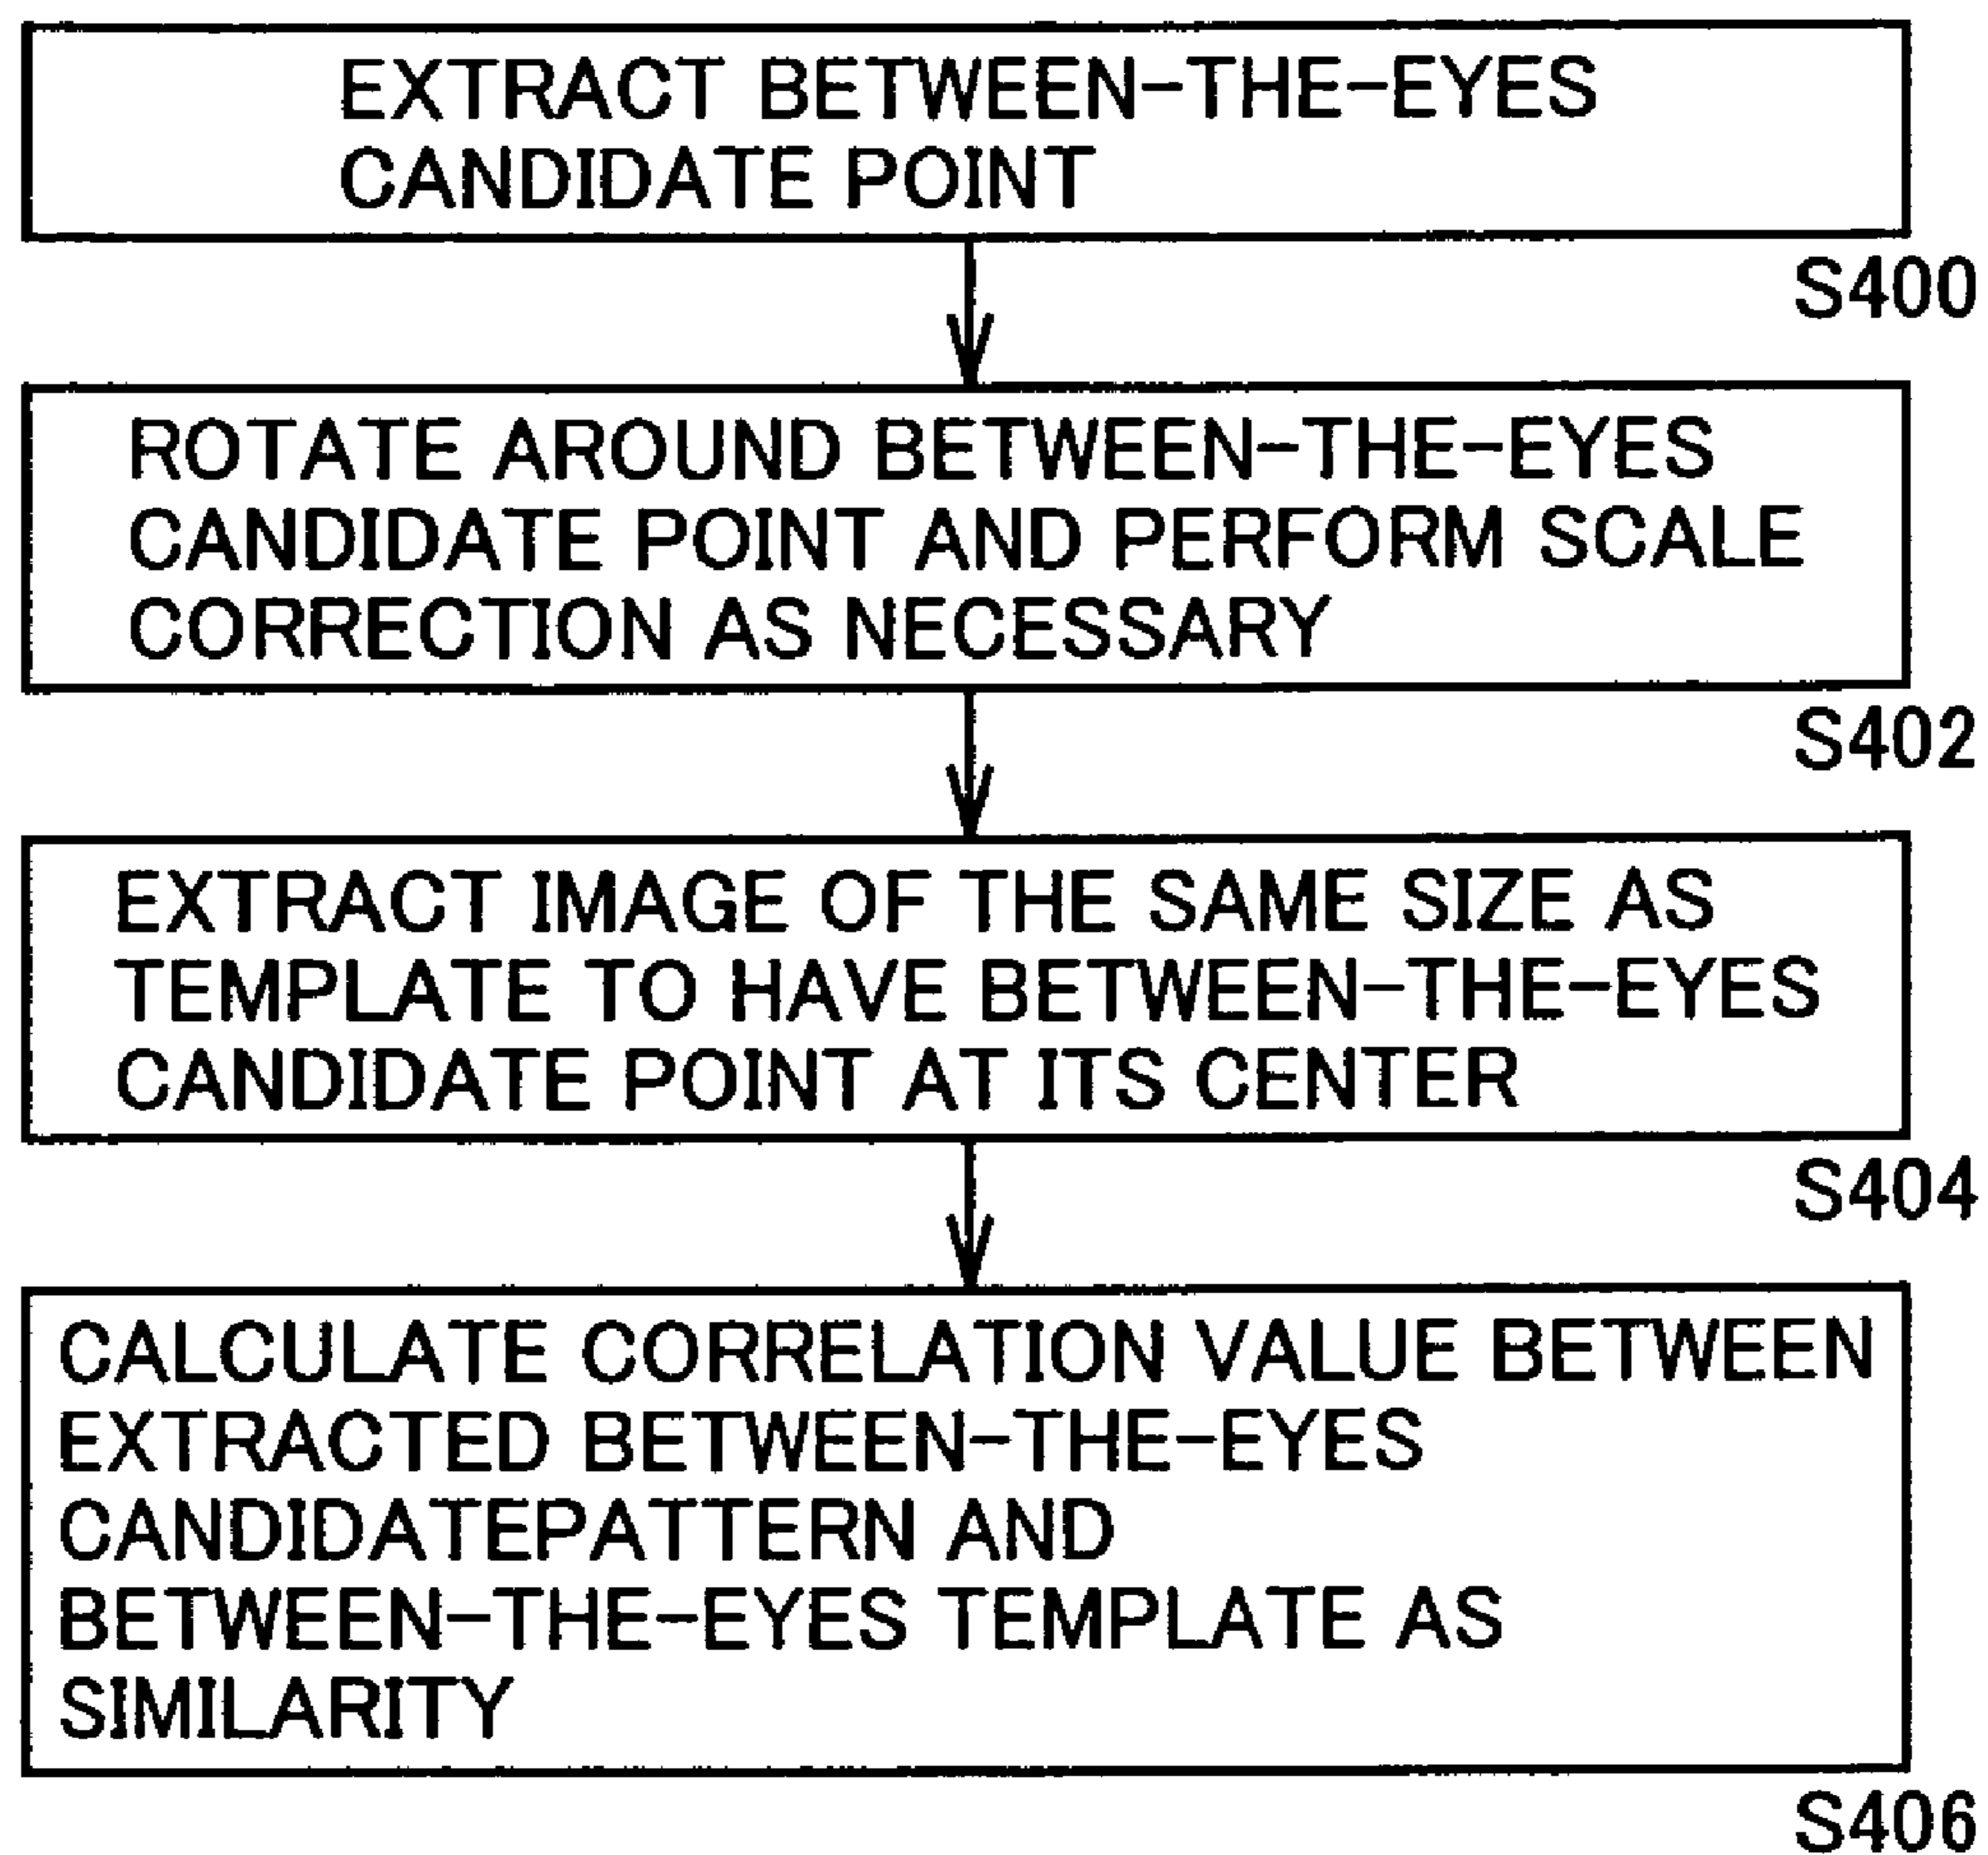 EXTRACT BETWEEN-THE-EYES
CANDIDATE POINT
S400
ROTATE AROUND BETWEEN-THE-EYES
CANDIDATE POINT AND PERFORM SCALE
CORRECTION AS NECESSARY
S402
EXTRACT IMAGE OF THE SAME SIZE AS
TEMPLATE TO HAVE BETWEEN-THE-EYES
CANDIDATE POINT AT ITS CENTER
S404
CALCULATE CORRELATION VALUE BETWEEN
EXTRACTED BETWEEN-THE-EYES
CANDIDATEPATTERN AND
BETWEEN-THE-EYES TEMPLATE AS
SIMILARITY
S406